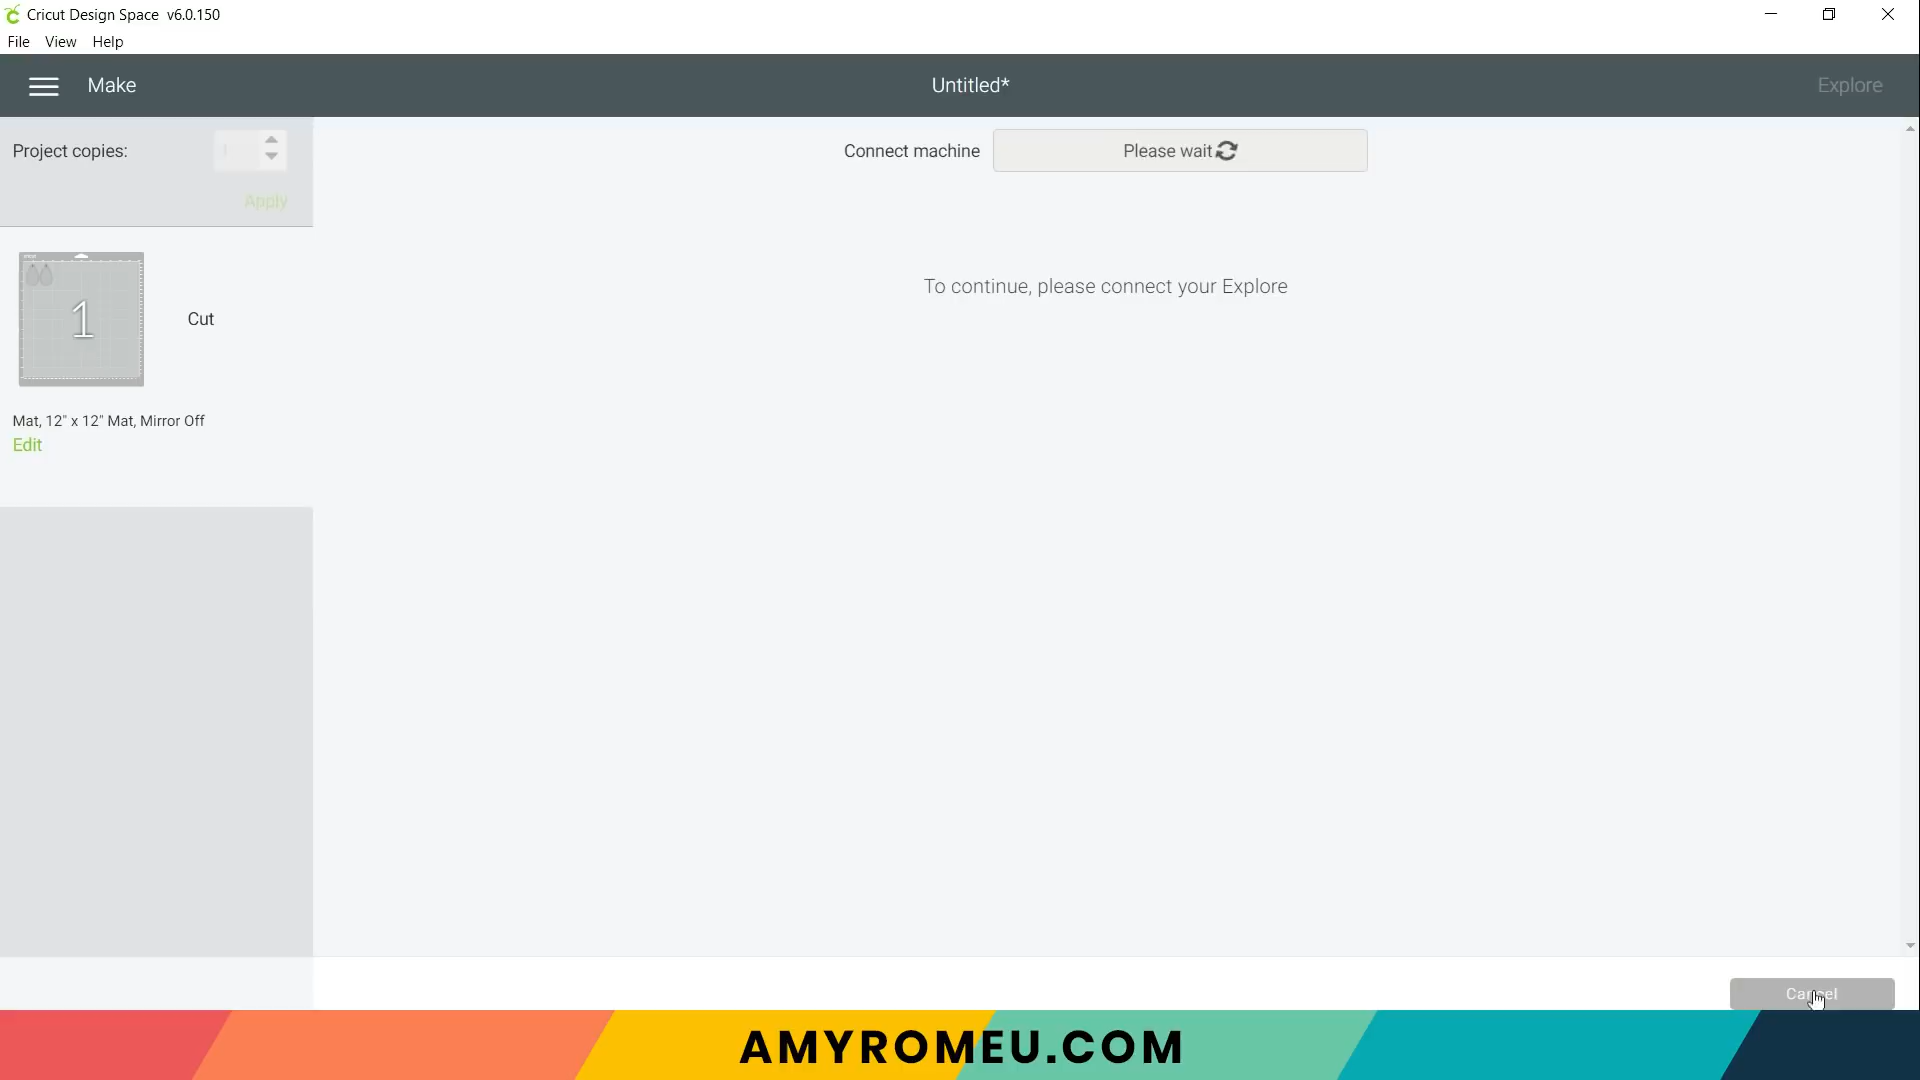 Cricut Design Space v6.0.150
File View Help
Make
Untitled*
Explore
Project copies:
1
Apply
Connect machine
Please wait
To continue, please connect your Explore
1
Cut
Mat, 12" x 12" Mat, Mirror Off
Edit
Cancel
AMYROMEU.COM